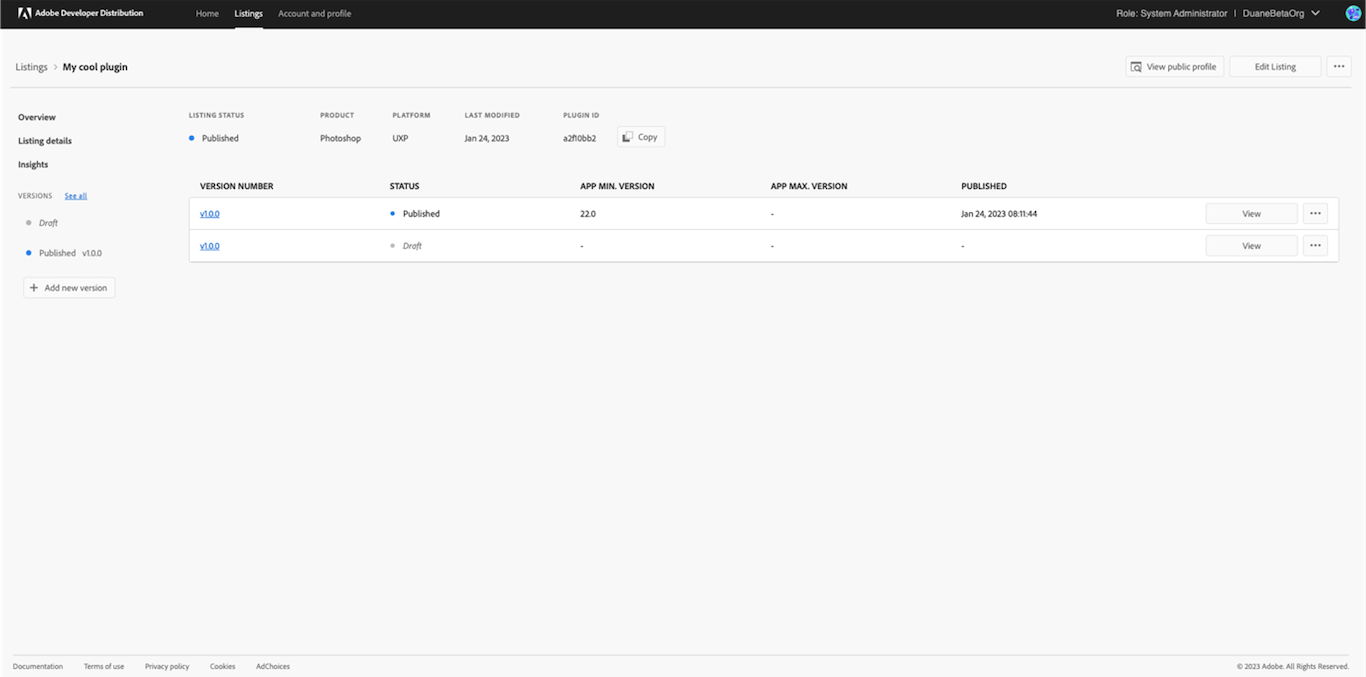 Adobe Developer Distribution Home Listings Account and profile Role: System Administrator | DuaneBetaOrg
Listings > My cool plugin View public profile Edit Listing ...
Overview LISTING STATUS PRODUCT PLATFORM LAST MODIFIED PLUGIN ID
Published Photoshop UXP Jan 24, 2023 a2f10bb2 Copy
Listing details
Insights
VERSION NUMBER STATUS APP MIN. VERSION APP MAX. VERSION PUBLISHED
VERSIONS See all
v1.0.0 Published 22.0 - Jan 24, 2023 08:11:44 View ...
Draft
v1.0.0 Draft - - - View ...
Published v1.0.0
+ Add new version
Documentation Terms of use Privacy policy Cookies AdChoices © 2023 Adobe. All Rights Reserved.